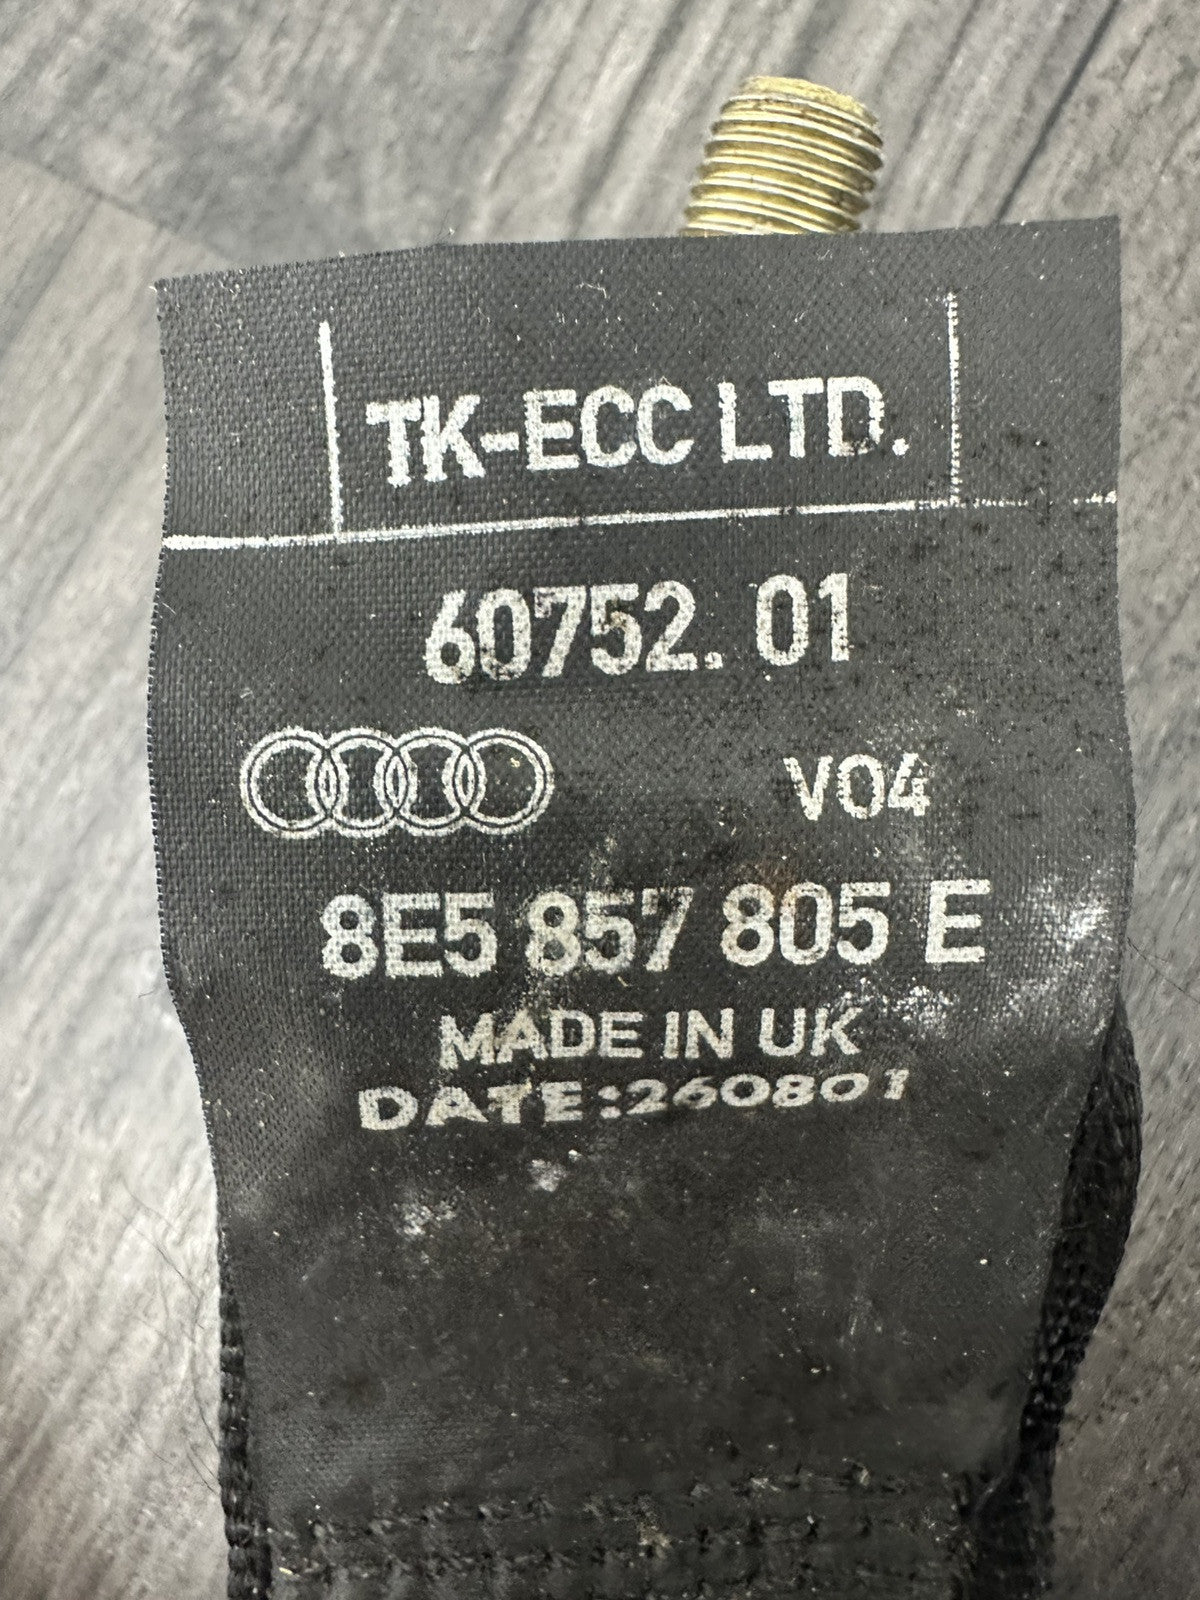 TK-ECC LTD.
60752. 01
V04
8E5 857 805 E
MADE IN UK
DATE:260801